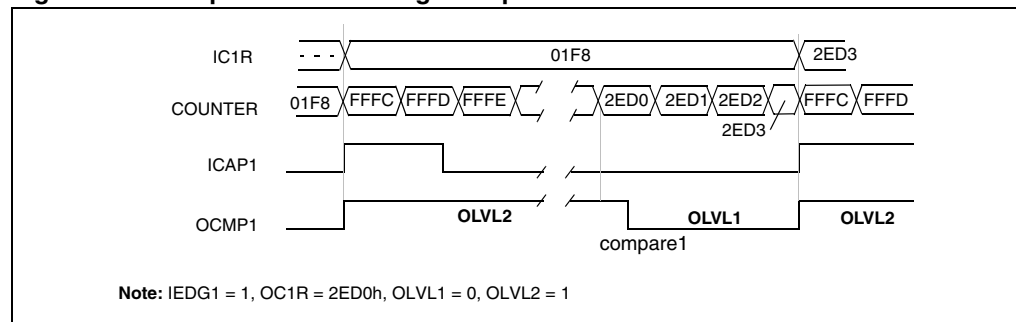 IC1R - - - 01F8 2ED3
COUNTER 01F8 FFFC FFFD FFFE 2ED0 2ED1 2ED2 FFFC FFFD
2ED3
ICAP1
OCMP1 OLVL2 OLVL1 OLVL2
compare1
Note: IEDG1 = 1, OC1R = 2ED0h, OLVL1 = 0, OLVL2 = 1